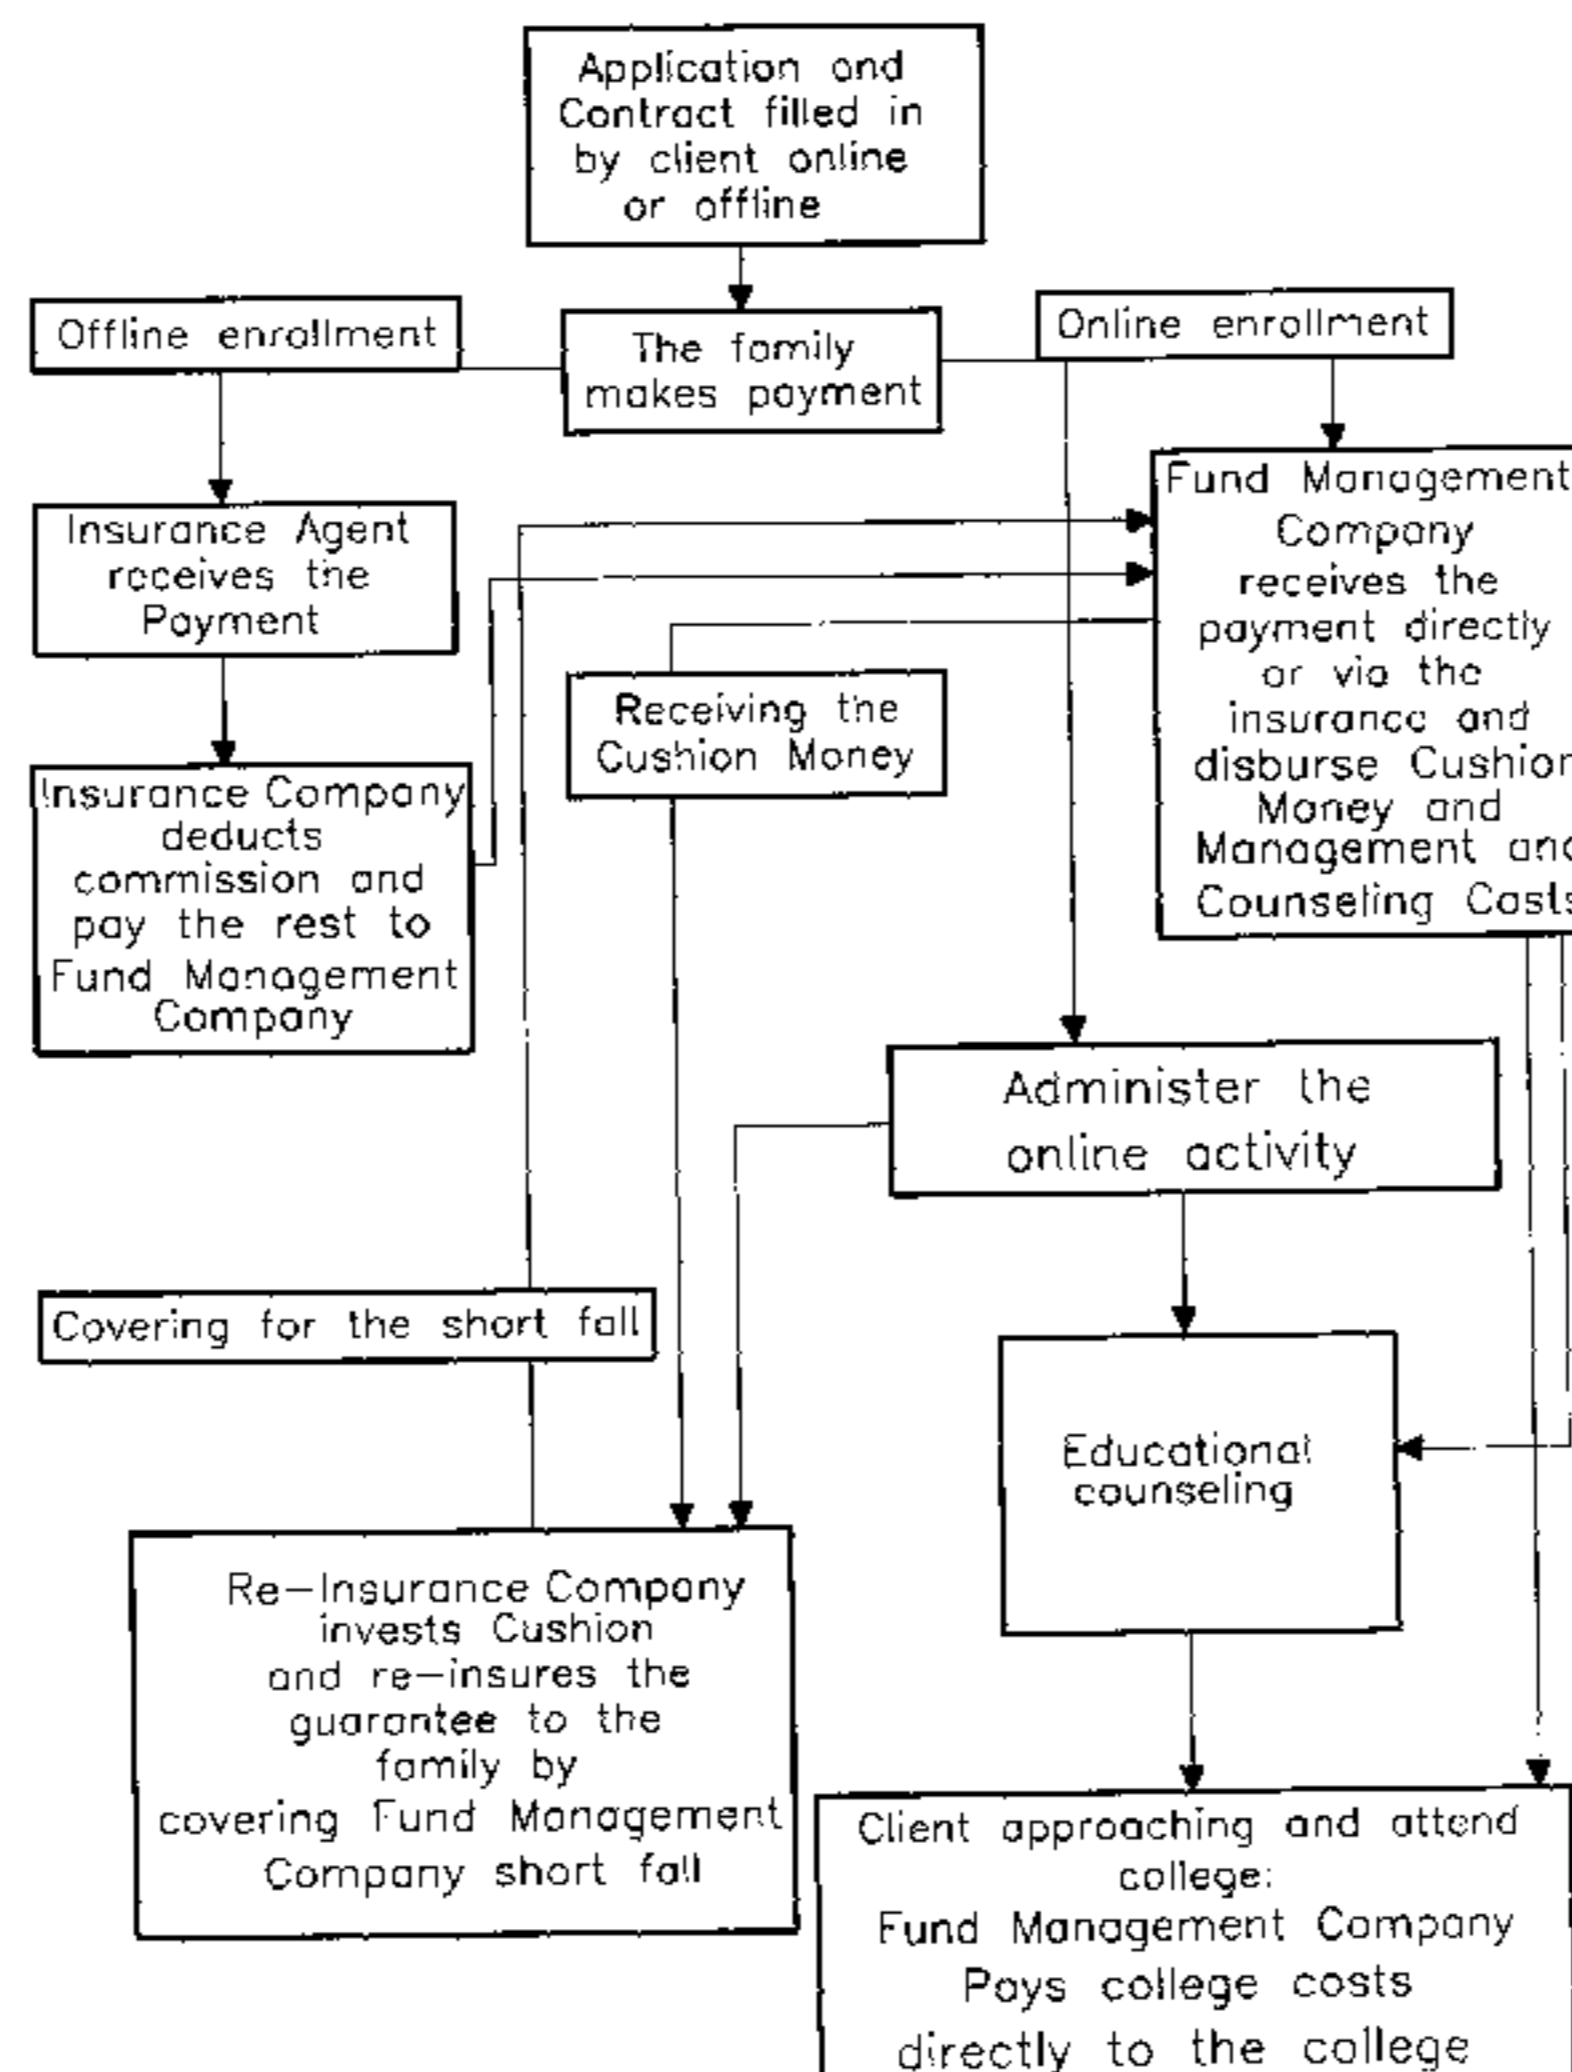 Application and
Contract filled in
by client online
or offline
Offline enrollment
The family
makes payment
Online enrollment
Insurance Agent
receives the
Payment
Fund Management
Company
receives the
payment directly
or via the
insurance and
disburse Cushion
Money and
Management and
Counseling Costs
Receiving the
Cushion Money
Insurance Company
deducts
commission and
pay the rest to
Fund Management
Company
Administer the
online activity
Covering for the short fall
Educational
counseling
Re-Insurance Company
invests Cushion
and re-insures the
guarantee to the
family by
covering Fund Management
Company short fall
Client approaching and attend
college:
Fund Management Company
Pays college costs
directly to the college